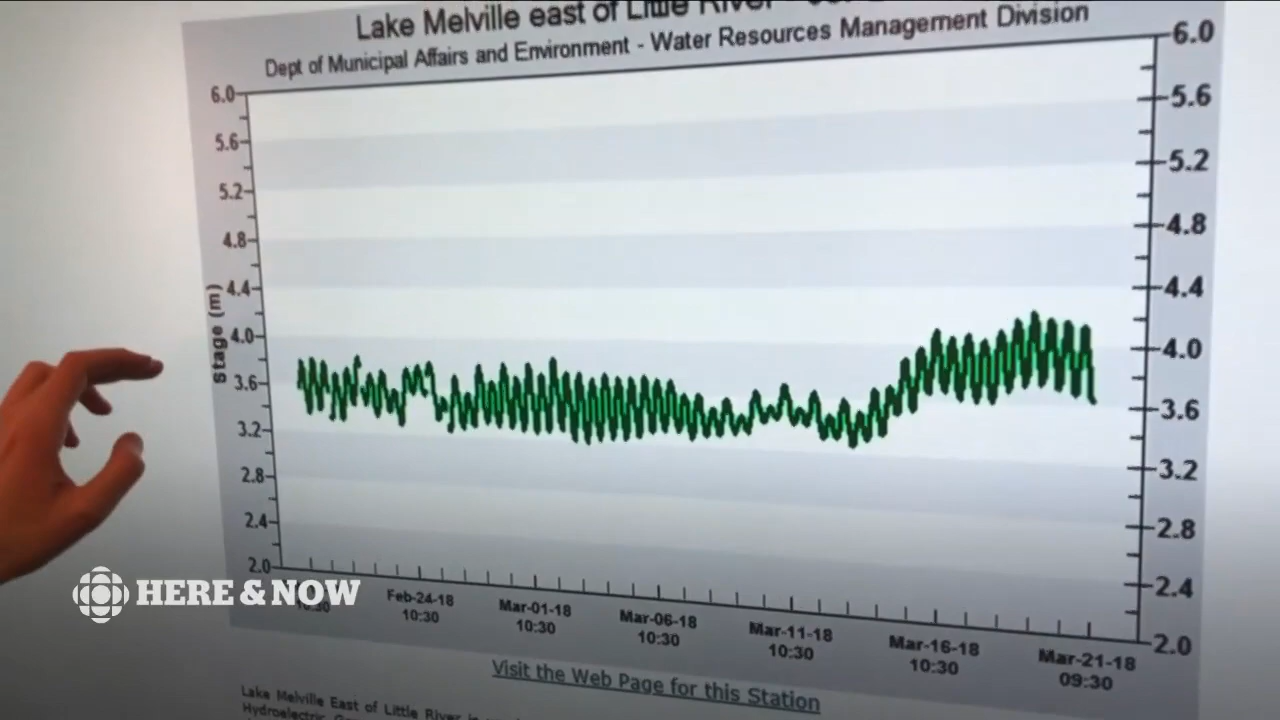 Lake Melville east of Little River
Dept of Municipal Affairs and Environment - Water Resources Management Division
6.0
5.6
5.2
4.8
4.4
4.0
3.6
3.2
2.8
2.4
2.0
Stage (m)
6.0
5.6
5.2
4.8
4.4
4.0
3.6
3.2
2.8
2.4
2.0
10:30
Feb-24-18
10:30
Mar-01-18
10:30
Mar-06-18
10:30
Mar-11-18
10:30
Mar-16-18
10:30
Mar-21-18
09:30
HERE & NOW
Visit the Web Page for this Station
Lake Melville East of Little River is
Hydroelectric